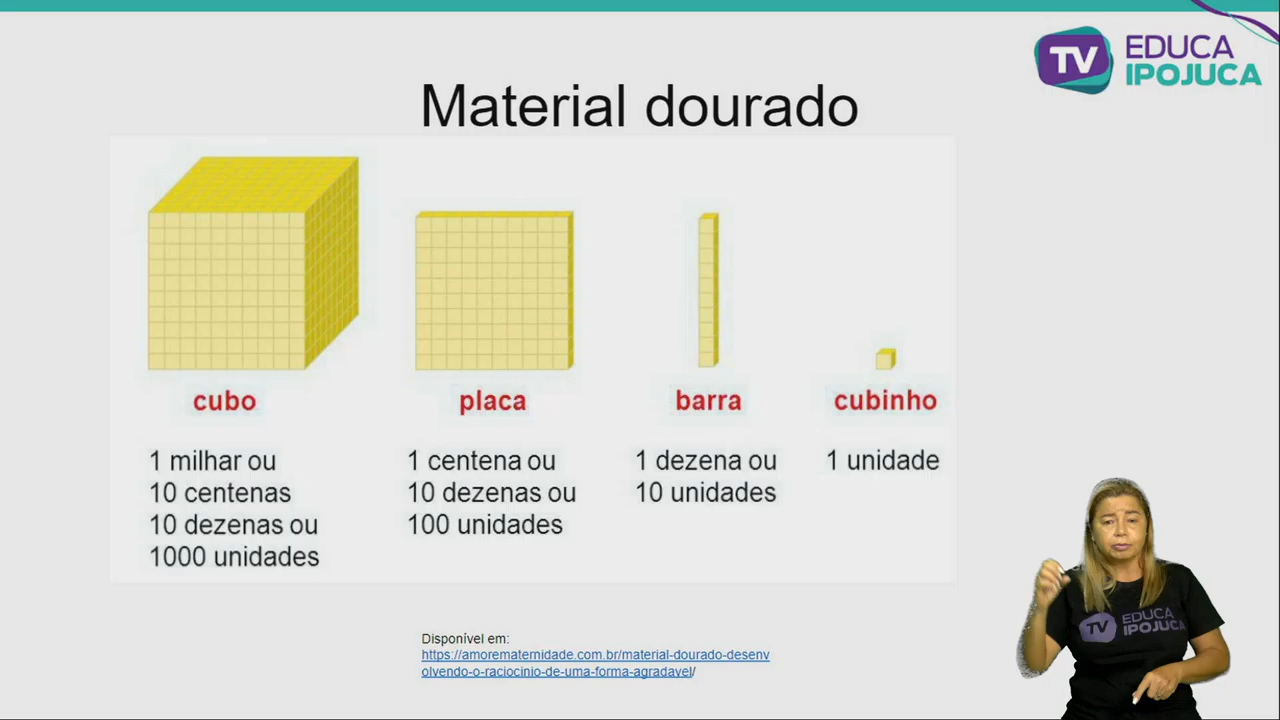 TV EDUCA
IPOJUCA
Material dourado
cubo
placa
barra
cubinho
1 milhar ou
10 centenas
10 dezenas ou
1000 unidades
1 centena ou
10 dezenas ou
100 unidades
1 dezena ou
10 unidades
1 unidade
Disponível em:
https://amorematernidade.com.br/material-dourado-desenv
olvendo-o-raciocinio-de-uma-forma-agradavel/
TV EDUCA
IPOJUCA